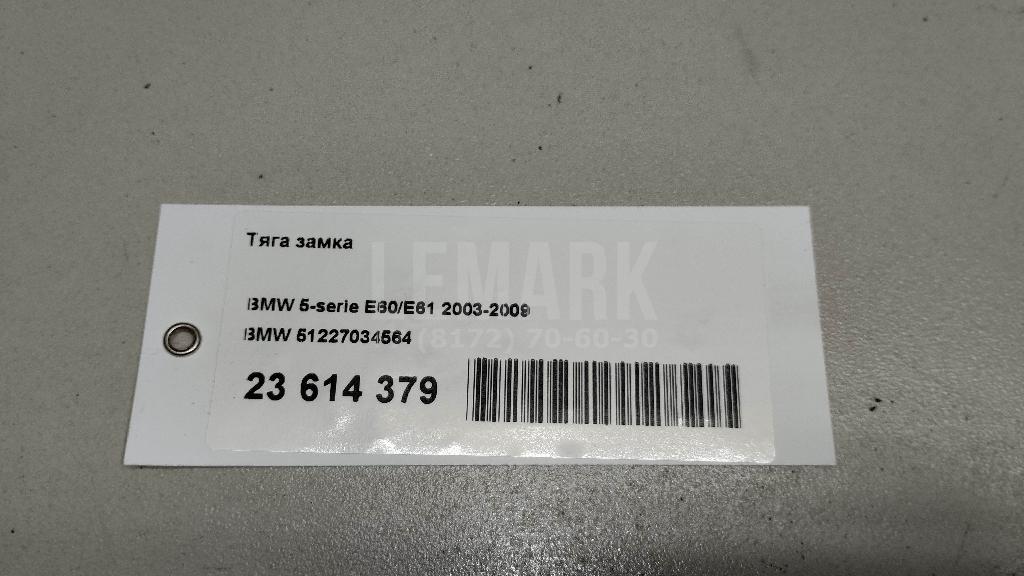 Тяга замка
LEMARK
BMW 5-serie E60/E61 2003-2009
BMW 51227034564
(8172) 70-60-30
23 614 379